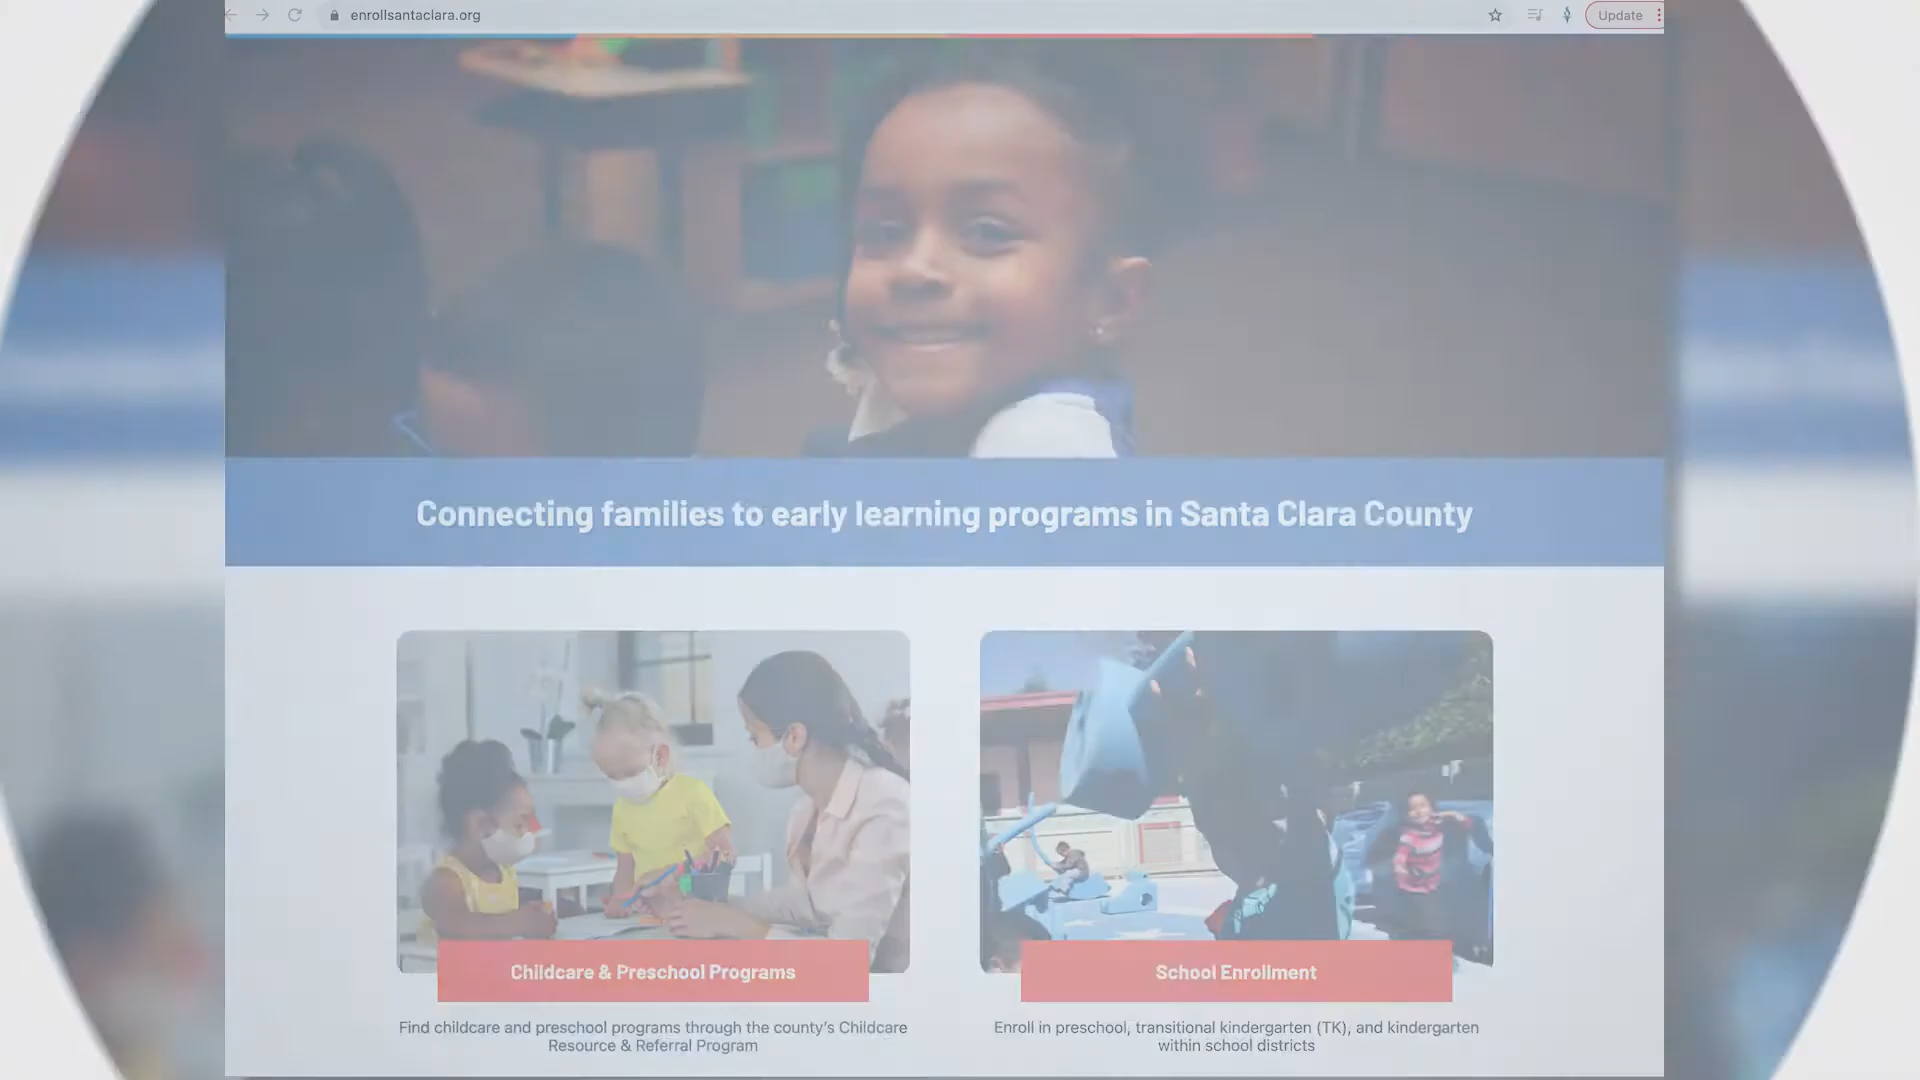 enrollsantaclara.org
Update
Connecting families to early learning programs in Santa Clara County
Childcare & Preschool Programs
School Enrollment
Find childcare and preschool programs through the county's Childcare
Resource & Referral Program
Enroll in preschool, transitional kindergarten (TK), and kindergarten
within school districts